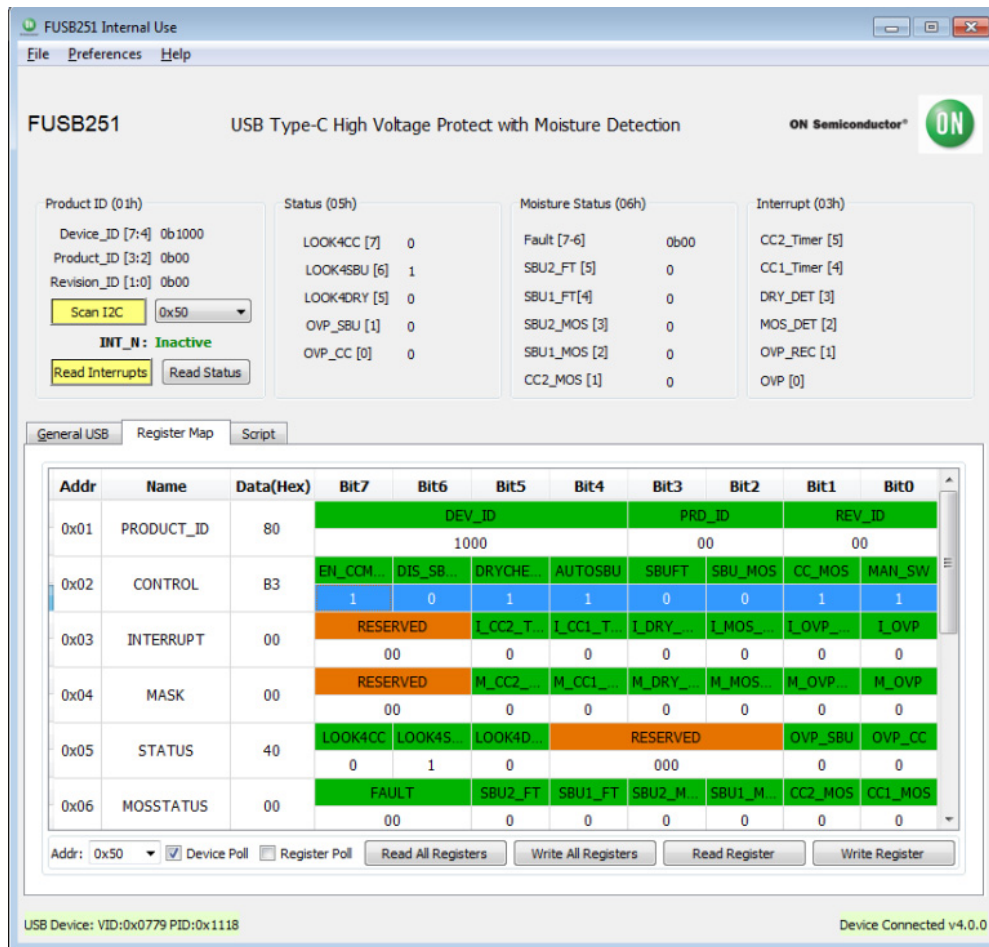 FUSB251 Internal Use
File Preferences Help
FUSB251 USB Type-C High Voltage Protect with Moisture Detection ON Semiconductor® ON
Product ID (01h) Status (05h) Moisture Status (06h) Interrupt (03h)
Device_ID [7:4] 0b1000
Product_ID [3:2] 0b00
Revision_ID [1:0] 0b00
Scan I2C 0x50
INT_N: Inactive
Read Interrupts Read Status
LOOK4CC [7] 0
LOOK4SBU [6] 1
LOOK4DRY [5] 0
OVP_SBU [1] 0
OVP_CC [0] 0
Fault [7-6] 0b00
SBU2_FT [5] 0
SBU1_FT[4] 0
SBU2_MOS [3] 0
SBU1_MOS [2] 0
CC2_MOS [1] 0
CC2_Timer [5]
CC1_Timer [4]
DRY_DET [3]
MOS_DET [2]
OVP_REC [1]
OVP [0]
General USB Register Map Script
Addr Name Data(Hex) Bit7 Bit6 Bit5 Bit4 Bit3 Bit2 Bit1 Bit0
0x01 PRODUCT_ID 80 DEV_ID PRD_ID REV_ID
1000 00 00
0x02 CONTROL B3 EN_CCM... DIS_SB... DRYCHE... AUTOSBU SBUFT SBU_MOS CC_MOS MAN_SW
1 0 1 1 0 0 1 1
0x03 INTERRUPT 00 RESERVED I_CC2_T... I_CC1_T... I_DRY_... I_MOS_... I_OVP_... I_OVP
00 0 0 0 0 0 0
0x04 MASK 00 RESERVED M_CC2_... M_CC1_... M_DRY_... M_MOS... M_OVP... M_OVP
00 0 0 0 0 0 0
0x05 STATUS 40 LOOK4CC LOOK4S... LOOK4D... RESERVED OVP_SBU OVP_CC
0 1 0 000 0 0
0x06 MOSSTATUS 00 FAULT SBU2_FT SBU1_FT SBU2_M... SBU1_M... CC2_MOS CC1_MOS
00 0 0 0 0 0 0
Addr: 0x50 Device Poll Register Poll Read All Registers Write All Registers Read Register Write Register
USB Device: VID:0x0779 PID:0x1118 Device Connected v4.0.0